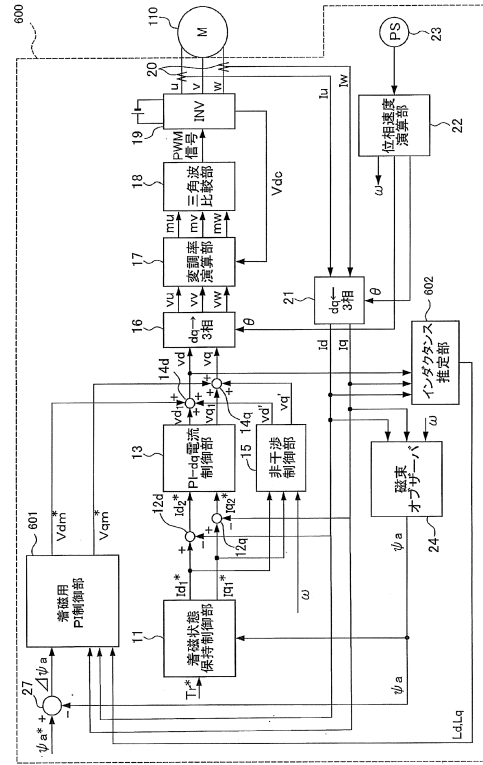 600
ψa*
+
-
27
⊿ψa
601
着磁用
PI制御部
Vdm*
Vqm*
Tr*
11
着磁状態
保持制御部
Id1*
Iq1*
12d
+
-
12q
+
-
Id2*
Iq2*
13
PI-dq電流
制御部
vd1
vq1
14d
+
+
+
14q
+
+
+
15
非干渉
制御部
ω
vd'
vq'
vd
vq
16
dq→
3相
θ
vu
vv
vw
17
変調率
演算部
mu
mv
mw
18
三角波
比較部
PWM
信号
19
INV
Vdc
20
u
v
w
M
110
Iu
Iw
21
dq←
3相
θ
Id
Iq
22
位相速度
演算部
ω
PS
23
602
インダクタンス
推定部
24
磁束
オブザーバ
ω
ψa
ψa
Ld,Lq